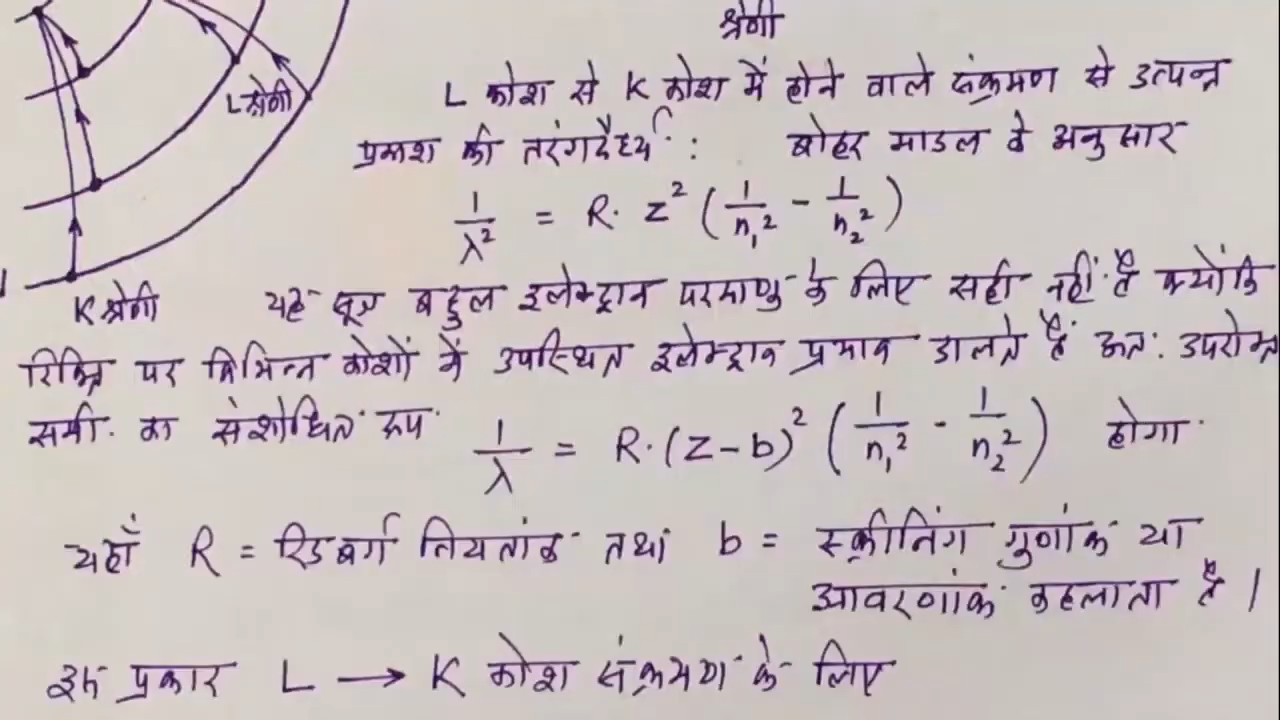 श्रेणी
L श्रेणी
L कोश से K कोश में होने वाले संक्रमण से उत्पन्न
प्रकाश की तरंगदैर्ध्य : बोहर माडल के अनुसार
1/λ² = R. z² (1/n₁² - 1/n₂²)
K श्रेणी
यह सूत्र बहुल इलेक्ट्रान परमाणु के लिए सही नहीं है क्योंकि
रिक्ति पर विभिन्न कोशों में उपस्थित इलेक्ट्रान प्रभाव डालते हैं अतः उपरोक्त
समी. का संशोधित रूप 1/λ = R.(z-b)² (1/n₁² - 1/n₂²) होगा
यहाँ R = रिडबर्ग नियतांक तथा b = स्क्रीनिंग गुणांक या
आवरणांक कहलाता है।
इस प्रकार L → K कोश संक्रमण के लिए